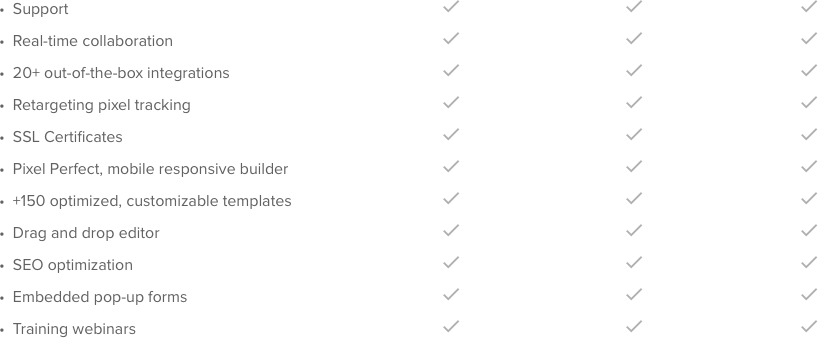 • Support ✓ ✓ ✓
• Real-time collaboration ✓ ✓ ✓
• 20+ out-of-the-box integrations ✓ ✓ ✓
• Retargeting pixel tracking ✓ ✓ ✓
• SSL Certificates ✓ ✓ ✓
• Pixel Perfect, mobile responsive builder ✓ ✓ ✓
• +150 optimized, customizable templates ✓ ✓ ✓
• Drag and drop editor ✓ ✓ ✓
• SEO optimization ✓ ✓ ✓
• Embedded pop-up forms ✓ ✓ ✓
• Training webinars ✓ ✓ ✓